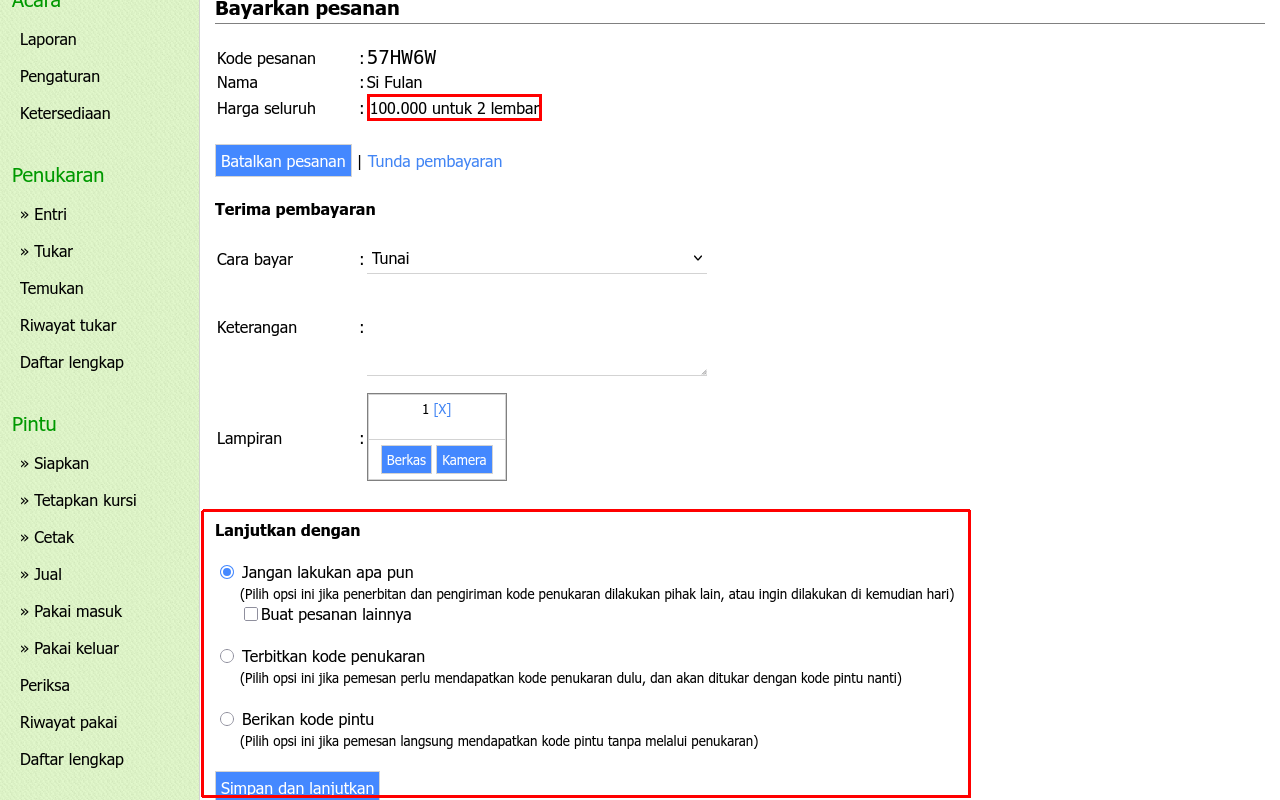 Acara
Laporan
Pengaturan
Ketersediaan
Penukaran
» Entri
» Tukar
Temukan
Riwayat tukar
Daftar lengkap
Pintu
» Siapkan
» Tetapkan kursi
» Cetak
» Jual
» Pakai masuk
» Pakai keluar
Periksa
Riwayat pakai
Daftar lengkap
Bayarkan pesanan
Kode pesanan : 57HW6W
Nama : Si Fulan
Harga seluruh : 100.000 untuk 2 lembar
Batalkan pesanan | Tunda pembayaran
Terima pembayaran
Cara bayar : Tunai
Keterangan :
Lampiran : 1 [X]
Berkas Kamera
Lanjutkan dengan
Jangan lakukan apa pun
(Pilih opsi ini jika penerbitan dan pengiriman kode penukaran dilakukan pihak lain, atau ingin dilakukan di kemudian hari)
Buat pesanan lainnya
Terbitkan kode penukaran
(Pilih opsi ini jika pemesan perlu mendapatkan kode penukaran dulu, dan akan ditukar dengan kode pintu nanti)
Berikan kode pintu
(Pilih opsi ini jika pemesan langsung mendapatkan kode pintu tanpa melalui penukaran)
Simpan dan lanjutkan